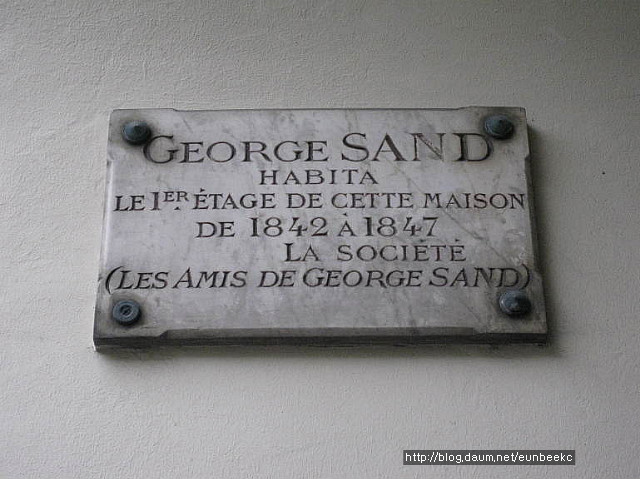 GEORGE SAND
HABITA
LE 1ER ÉTAGE DE CETTE MAISON
DE 1842 À 1847
LA SOCIÉTÉ
(LES AMIS DE GEORGE SAND)
http://blog.daum.net/eunbeekc